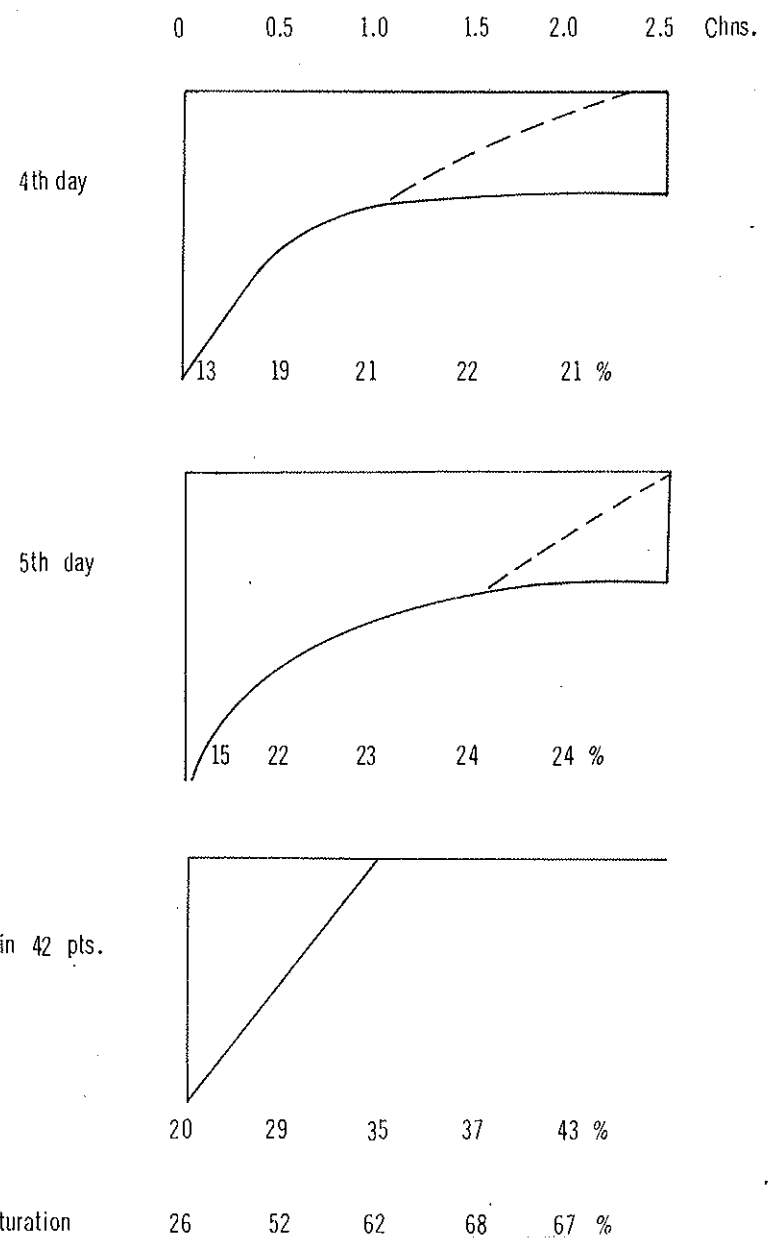 0 0.5 1.0 1.5 2.0 2.5 Chns.
4th day
13 19 21 22 21 %
5th day
15 22 23 24 24 %
in 42 pts.
20 29 35 37 43 %
turation 26 52 62 68 67 %